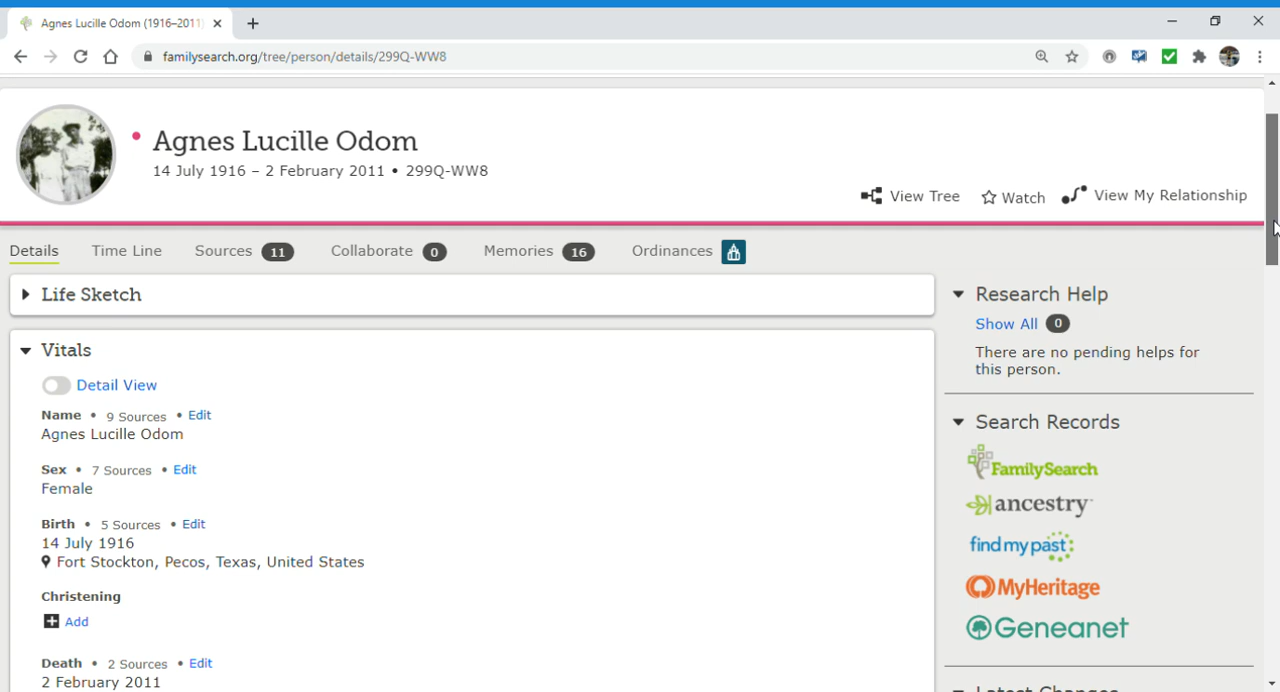 Agnes Lucille Odom (1916–2011)
familysearch.org/tree/person/details/299Q-WW8
Agnes Lucille Odom
14 July 1916 – 2 February 2011 • 299Q-WW8
View Tree Watch View My Relationship
Details Time Line Sources 11 Collaborate 0 Memories 16 Ordinances
Life Sketch
Vitals
Detail View
Name • 9 Sources • Edit
Agnes Lucille Odom
Sex • 7 Sources • Edit
Female
Birth • 5 Sources • Edit
14 July 1916
Fort Stockton, Pecos, Texas, United States
Christening
Add
Death • 2 Sources • Edit
2 February 2011
Research Help
Show All 0
There are no pending helps for
this person.
Search Records
FamilySearch
ancestry
findmypast
MyHeritage
Geneanet
Latest Changes